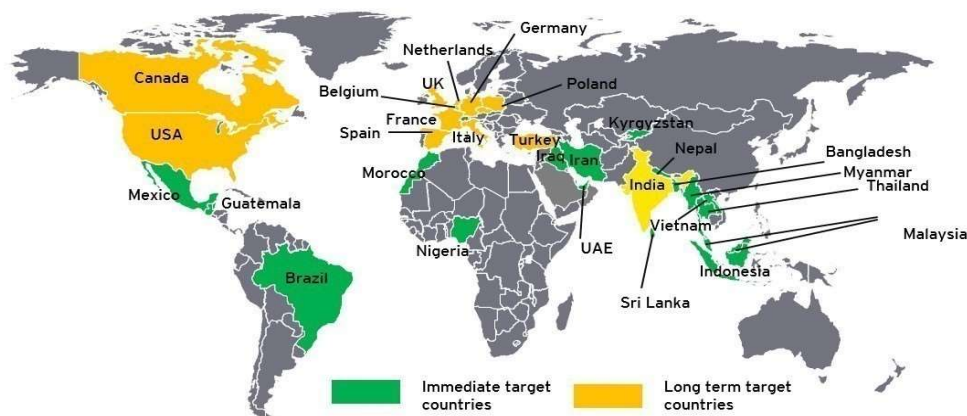 Germany
Netherlands
Canada
UK
Poland
Belgium
France
Kyrgyzstan
USA
Spain
Italy
Turkey
Nepal
Bangladesh
Iraq
Iran
Morocco
India
Myanmar
Thailand
Mexico
Guatemala
Vietnam
Malaysia
Nigeria
UAE
Indonesia
Brazil
Sri Lanka
Immediate target
countries
Long term target
countries